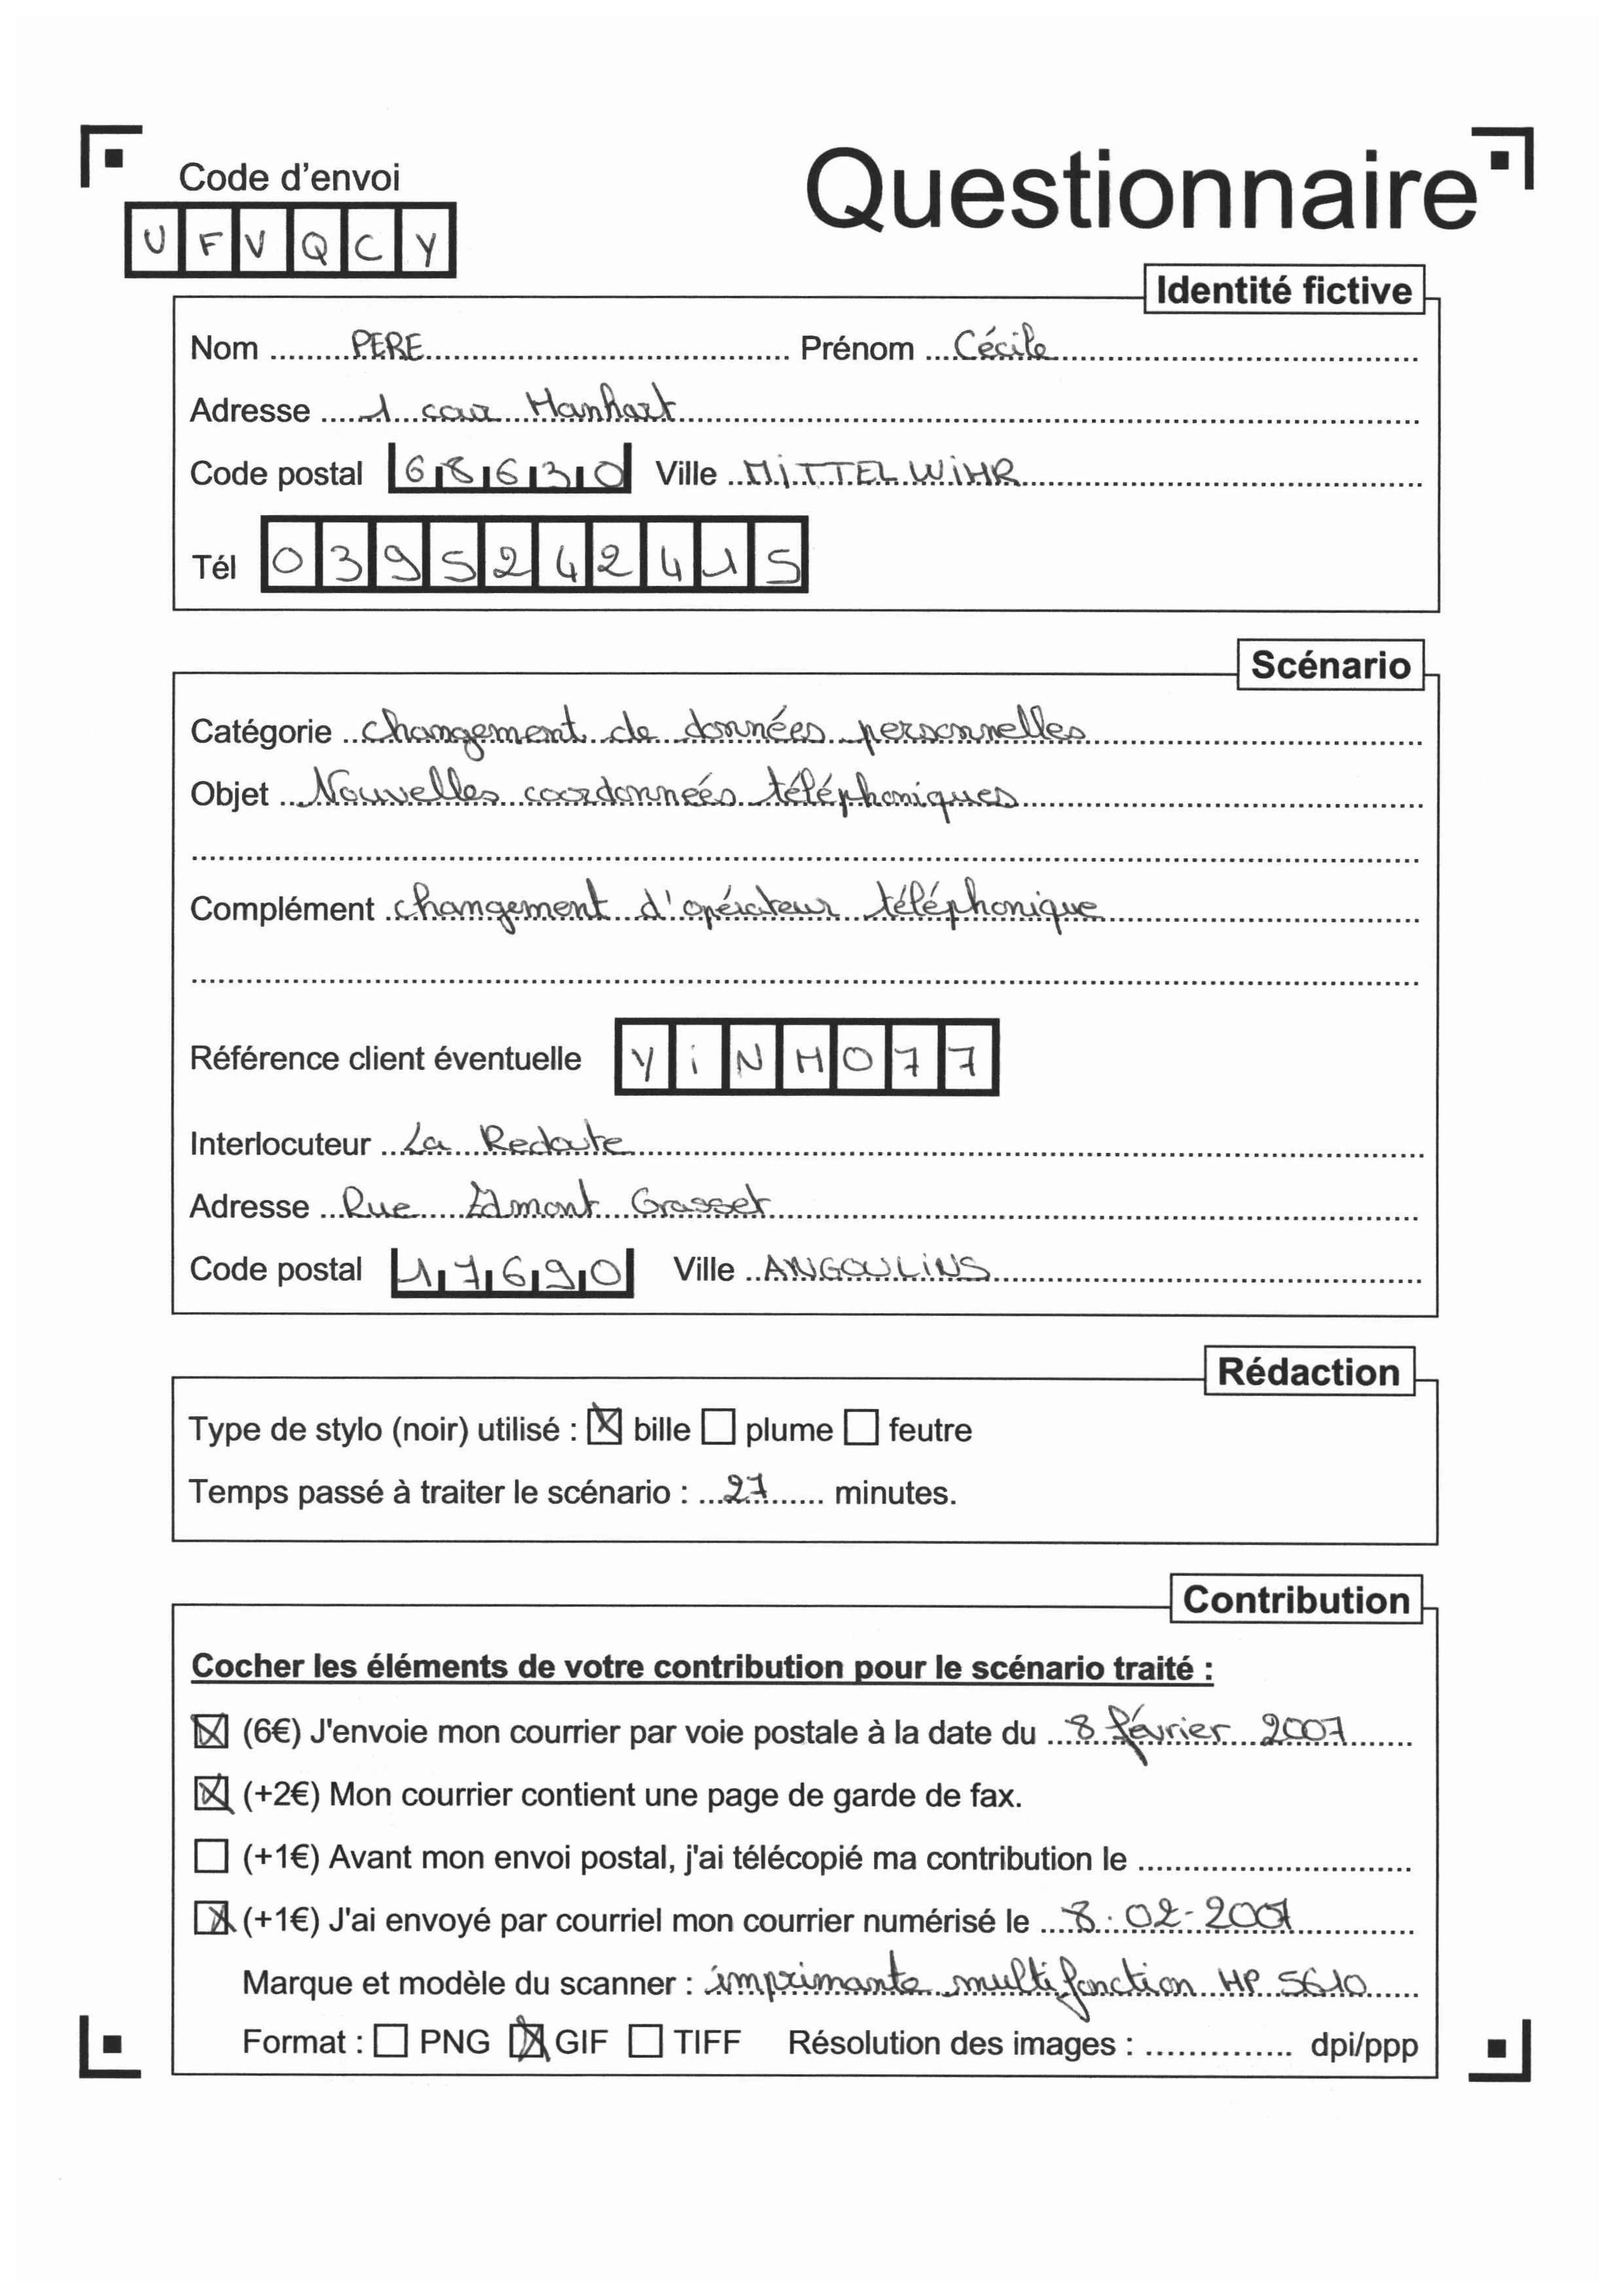 Code d'envoi
Questionnaire
UFVQCY
Identité fictive
Nom PERE Prénom Cécile
Adresse 1 cour Manhart
Code postal 68630 Ville MiTTELWiHR
Tél 0395242415
Scénario
Catégorie changement de données personnelles
Objet Nouvelles coordonnées téléphoniques
Complément changement d'opérateur téléphonique
Référence client éventuelle YiNMO77
Interlocuteur La Redoute
Adresse Rue Edmont Grasset
Code postal 17690 Ville ANGOULiNS
Rédaction
Type de stylo (noir) utilisé : bille plume feutre
Temps passé à traiter le scénario : 27 minutes.
Contribution
Cocher les éléments de votre contribution pour le scénario traité :
(6€) J'envoie mon courrier par voie postale à la date du 8 février 2007
(+2€) Mon courrier contient une page de garde de fax.
(+1€) Avant mon envoi postal, j'ai télécopié ma contribution le
(+1€) J'ai envoyé par courriel mon courrier numérisé le 8.02-2007
Marque et modèle du scanner : imprimante multifonction HP 5610
Format : PNG GIF TIFF Résolution des images : dpi/ppp